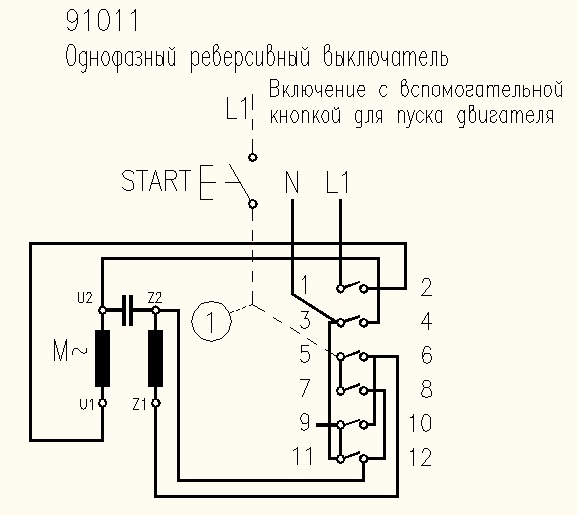 91011
Однофазный реверсивный выключатель
Включение с вспомогательной
L1 кнопкой для пуска двигателя
START N L1
1 2
U2 Z2
1 3 4
M~ 5 6
7 8
U1 Z1
9 10
11 12